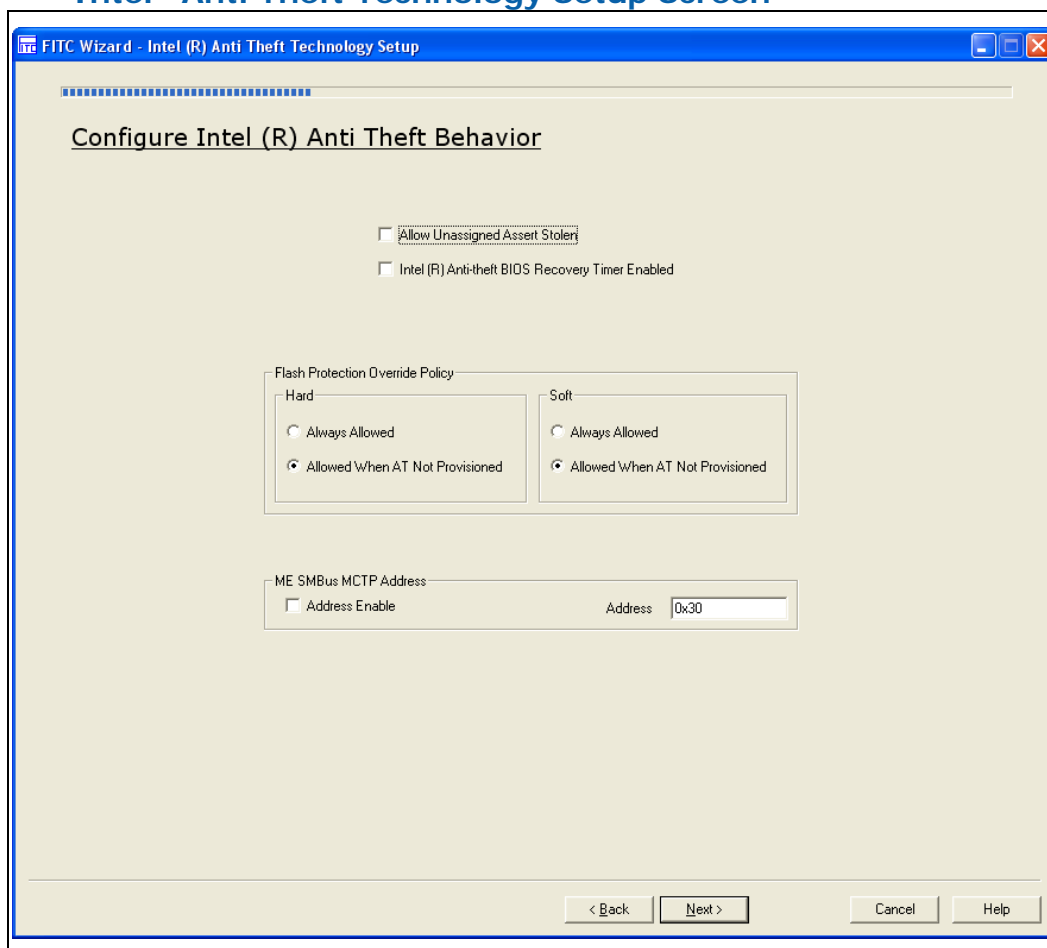 Intel® Anti-Theft Technology Setup Screen
FITC Wizard - Intel (R) Anti Theft Technology Setup
Configure Intel (R) Anti Theft Behavior
Allow Unassigned Assert Stolen
Intel (R) Anti-theft BIOS Recovery Timer Enabled
Flash Protection Override Policy
Hard Soft
Always Allowed Always Allowed
Allowed When AT Not Provisioned Allowed When AT Not Provisioned
ME SMBus MCTP Address
Address Enable Address 0x30
< Back Next > Cancel Help